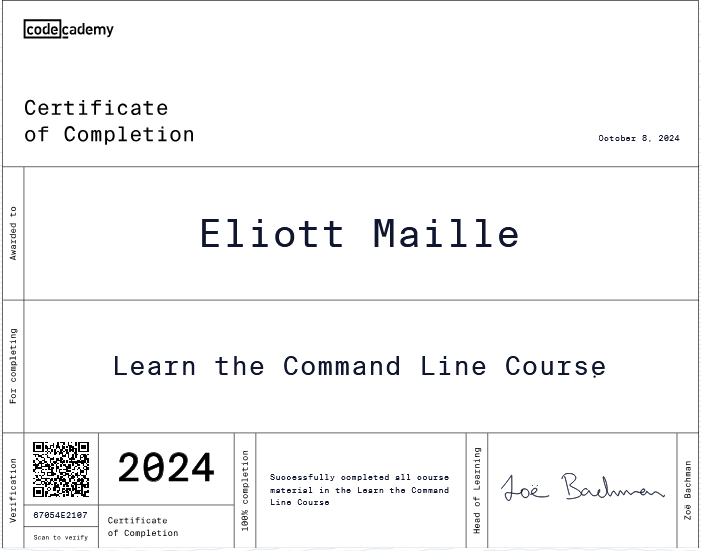 codecademy
Certificate
of Completion
October 8, 2024
Awarded to
Eliott Maille
For completing
Learn the Command Line Course
Verification
67054E2107
Scan to verify
2024
Certificate
of Completion
100% completion
Successfully completed all course
material in the Learn the Command
Line Course
Head of Learning
Zoë Bachman
Zoë Bachman